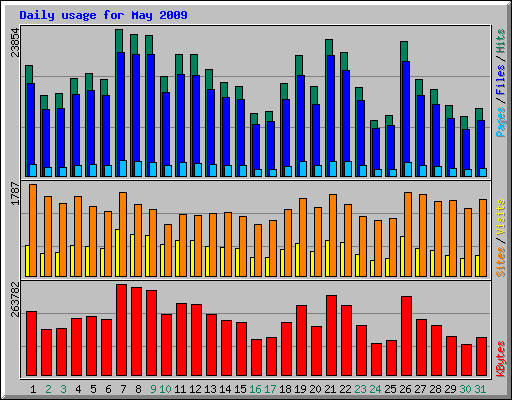 Daily usage for May 2009
23854
Pages / Files / Hits
1787
Sites / Visits
263782
KBytes
1 2 3 4 5 6 7 8 9 10 11 12 13 14 15 16 17 18 19 20 21 22 23 24 25 26 27 28 29 30 31